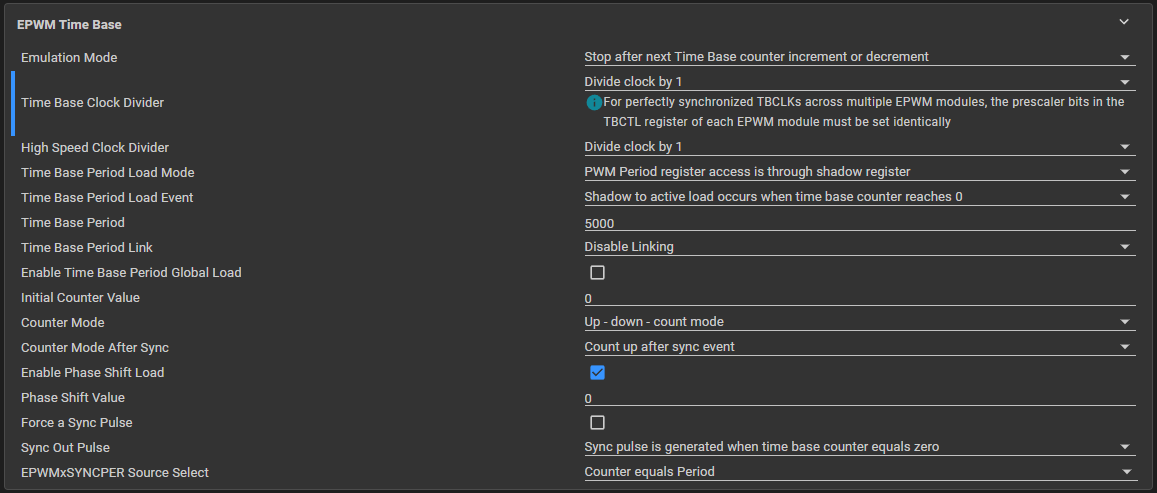 EPWM Time Base
Emulation Mode Stop after next Time Base counter increment or decrement
Time Base Clock Divider Divide clock by 1
For perfectly synchronized TBCLKs across multiple EPWM modules, the prescaler bits in the
TBCTL register of each EPWM module must be set identically
High Speed Clock Divider Divide clock by 1
Time Base Period Load Mode PWM Period register access is through shadow register
Time Base Period Load Event Shadow to active load occurs when time base counter reaches 0
Time Base Period 5000
Time Base Period Link Disable Linking
Enable Time Base Period Global Load
Initial Counter Value 0
Counter Mode Up - down - count mode
Counter Mode After Sync Count up after sync event
Enable Phase Shift Load
Phase Shift Value 0
Force a Sync Pulse
Sync Out Pulse Sync pulse is generated when time base counter equals zero
EPWMxSYNCPER Source Select Counter equals Period